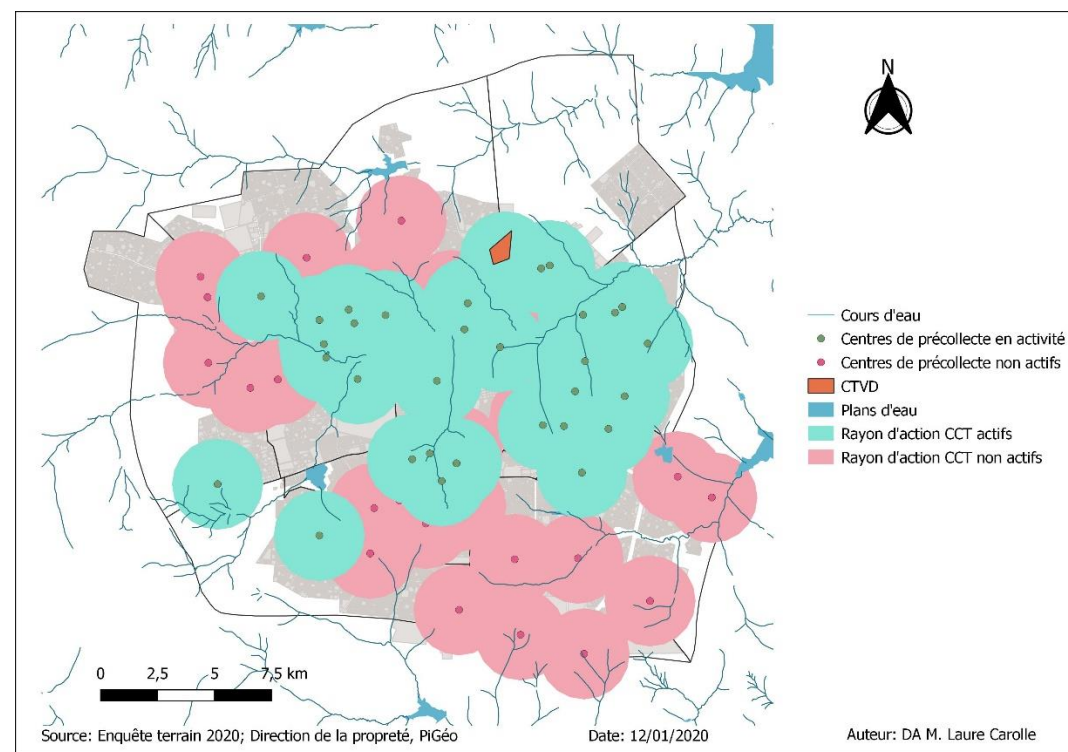 N
Cours d'eau
Centres de précollecte en activité
Centres de précollecte non actifs
CTVD
Plans d'eau
Rayon d'action CCT actifs
Rayon d'action CCT non actifs
0 2,5 5 7,5 km
Source: Enquête terrain 2020; Direction de la propreté, PiGéo Date: 12/01/2020 Auteur: DA M. Laure Carolle